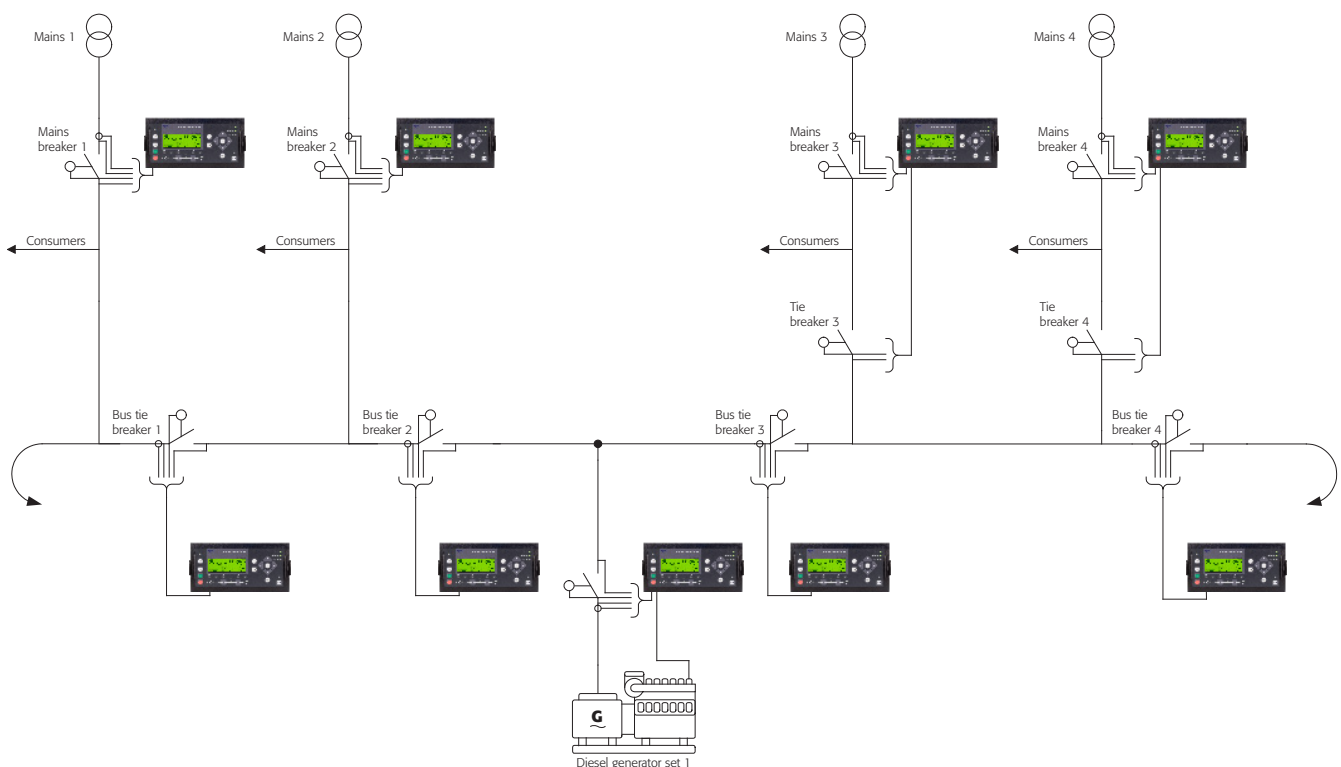 Mains 1
Mains 2
Mains 3
Mains 4
Mains
breaker 1
Mains
breaker 2
Mains
breaker 3
Mains
breaker 4
Consumers
Consumers
Consumers
Consumers
Tie
breaker 3
Tie
breaker 4
Bus tie
breaker 1
Bus tie
breaker 2
Bus tie
breaker 3
Bus tie
breaker 4
G
Diesel generator set 1